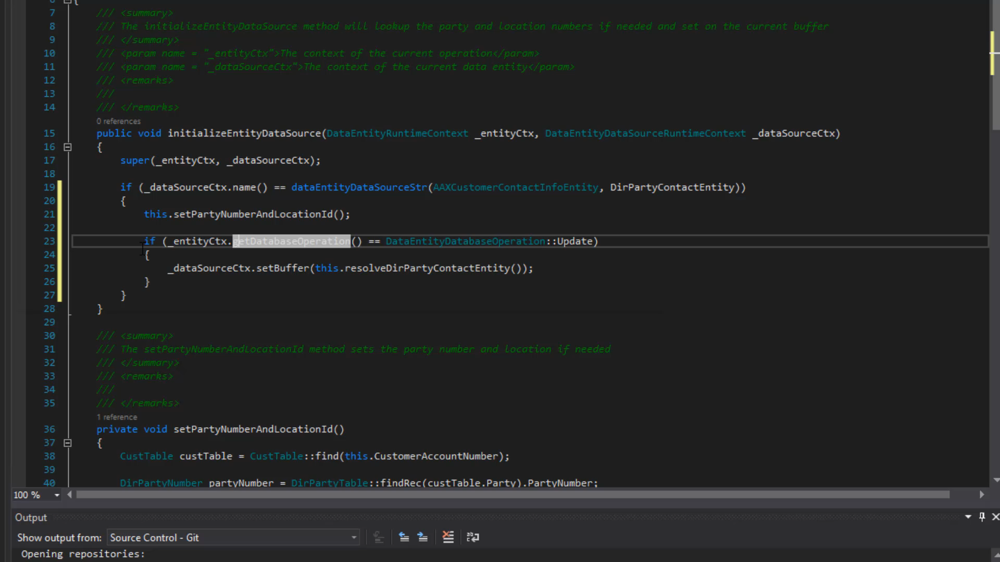 6 {
7 /// <summary>
8 /// The initializeEntityDataSource method will lookup the party and location numbers if needed and set on the current buffer
9 /// </summary>
10 /// <param name = "_entityCtx">The context of the current operation</param>
11 /// <param name = "_dataSourceCtx">The context of the current data entity</param>
12 /// <remarks>
13 ///
14 /// </remarks>
0 references
15 public void initializeEntityDataSource(DataEntityRuntimeContext _entityCtx, DataEntityDataSourceRuntimeContext _dataSourceCtx)
16 {
17 super(_entityCtx, _dataSourceCtx);
18
19 if (_dataSourceCtx.name() == dataEntityDataSourceStr(AAXCustomerContactInfoEntity, DirPartyContactEntity))
20 {
21 this.setPartyNumberAndLocationId();
22
23 if (_entityCtx.getDatabaseOperation() == DataEntityDatabaseOperation::Update)
24 {
25 _dataSourceCtx.setBuffer(this.resolveDirPartyContactEntity());
26 }
27 }
28 }
29
30 /// <summary>
31 /// The setPartyNumberAndLocationId method sets the party number and location if needed
32 /// </summary>
33 /// <remarks>
34 ///
35 /// </remarks>
1 reference
36 private void setPartyNumberAndLocationId()
37 {
38 CustTable custTable = CustTable::find(this.CustomerAccountNumber);
39
40 DirPartyNumber partyNumber = DirPartyTable::findRec(custTable.Party).PartyNumber;
100 %
Output
Show output from: Source Control - Git
Opening repositories: